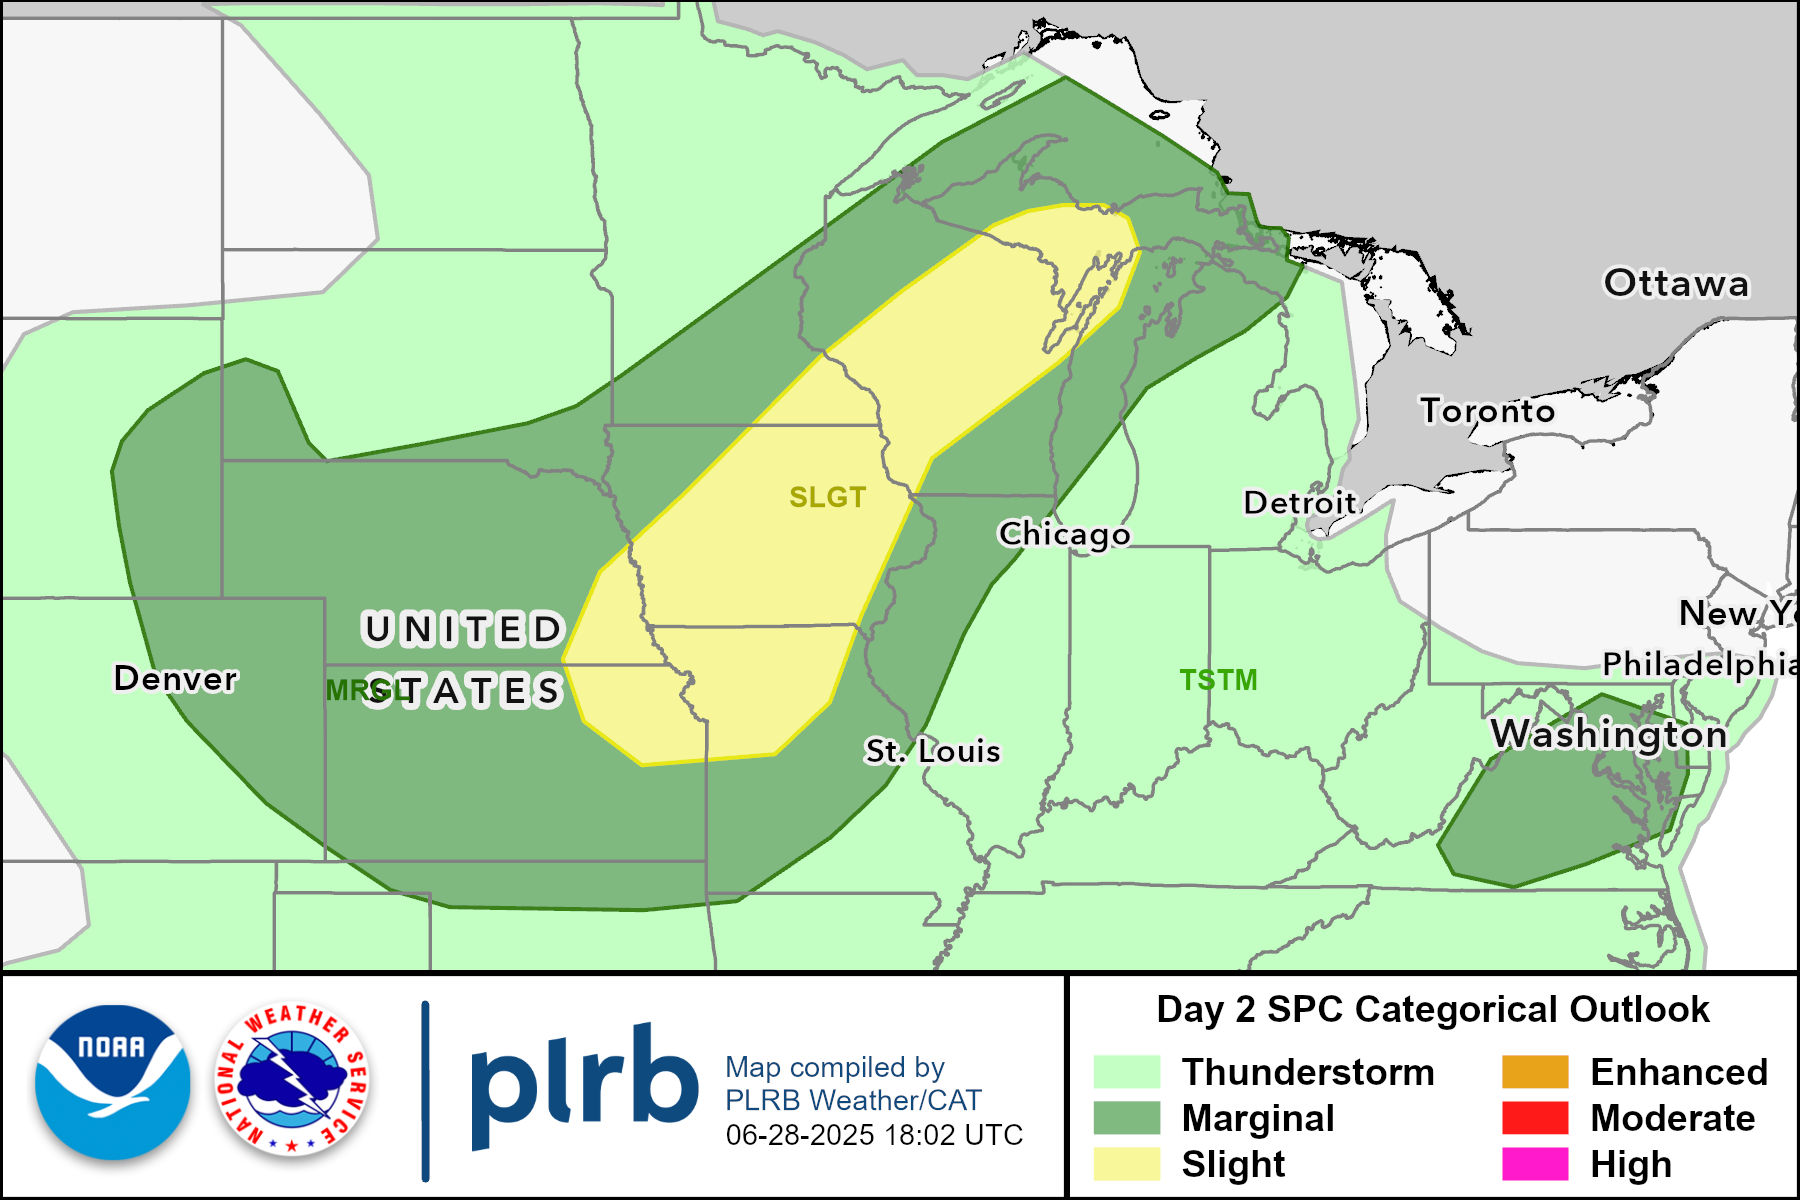 Ottawa
Toronto
SLGT
Detroit
Chicago
New Y
UNITED
Philadelphia
Denver
TSTM
MRGL
STATES
Washington
St. Louis
Day 2 SPC Categorical Outlook
NOAA
NATIONAL WEATHER SERVICE
plrb
Map compiled by
PLRB Weather/CAT
06-28-2025 18:02 UTC
Thunderstorm
Marginal
Slight
Enhanced
Moderate
High